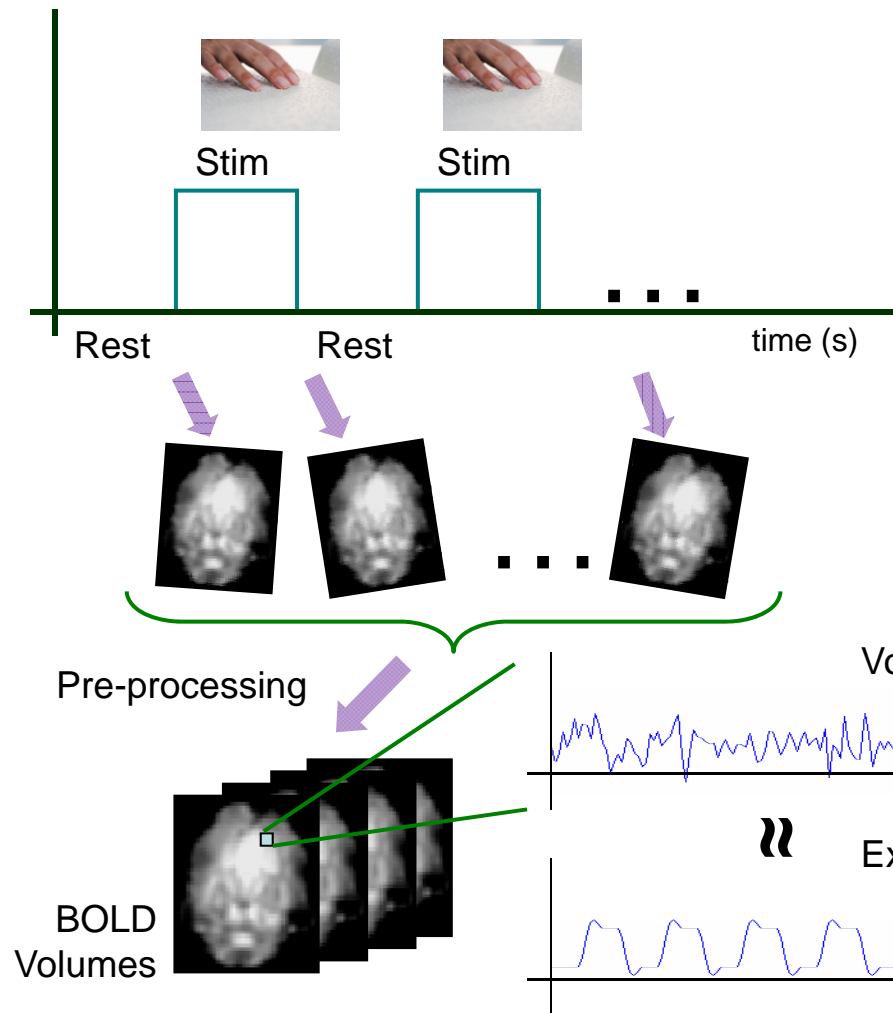 Stim Stim
Rest Rest time (s)
Pre-processing
BOLD
Volumes